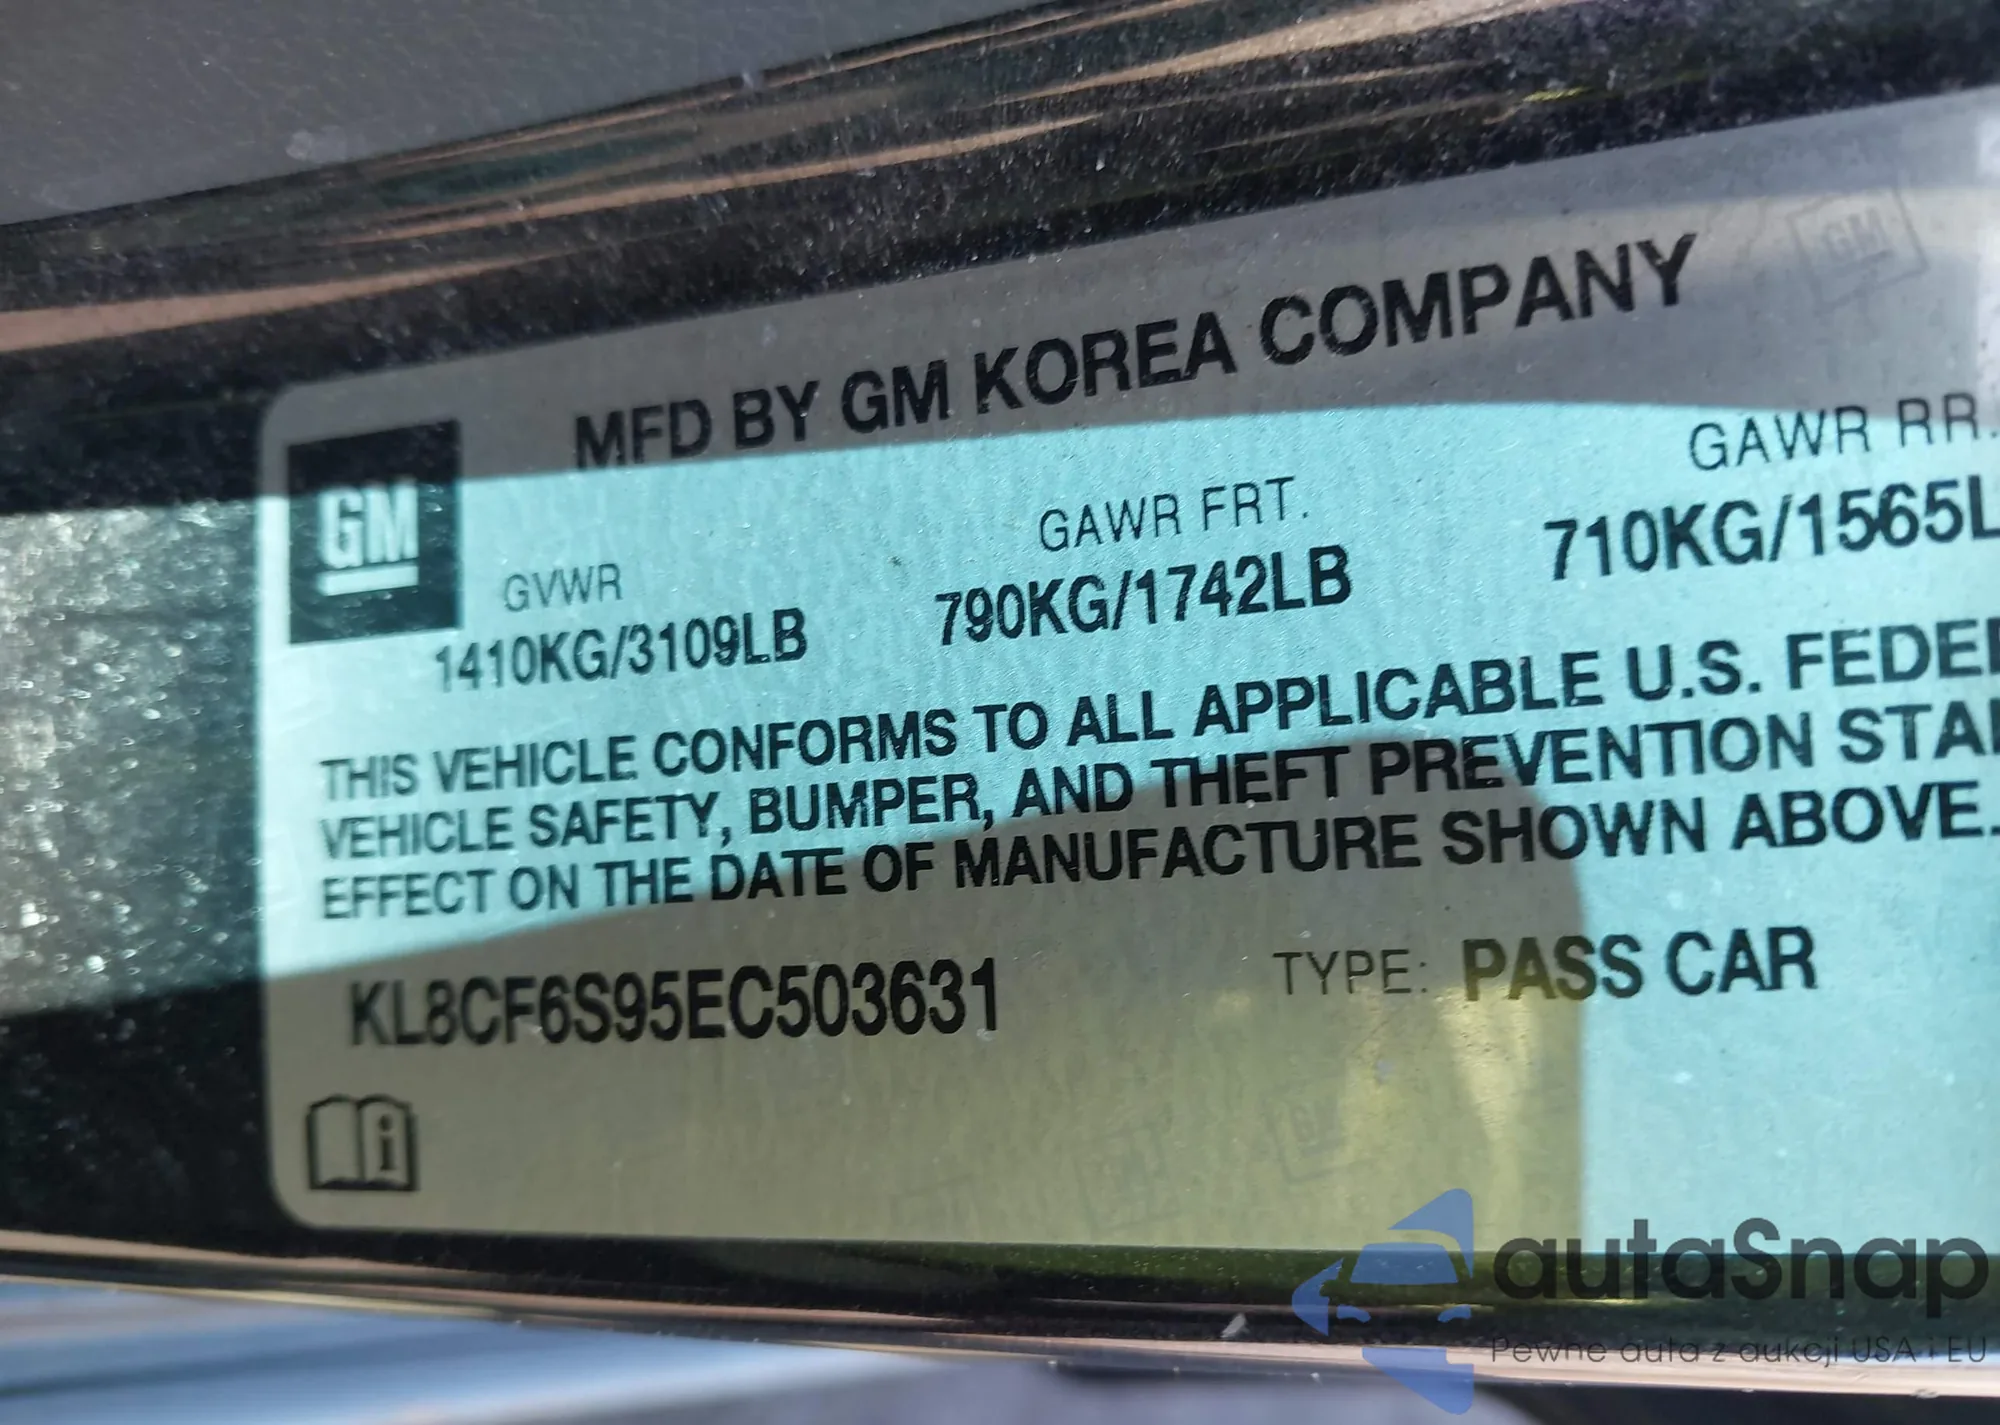 MFD BY GM KOREA COMPANY
GM
GVWR GAWR FRT. GAWR RR.
1410KG/3109LB 790KG/1742LB 710KG/1565L
THIS VEHICLE CONFORMS TO ALL APPLICABLE U.S. FEDE
VEHICLE SAFETY, BUMPER, AND THEFT PREVENTION STA
EFFECT ON THE DATE OF MANUFACTURE SHOWN ABOVE.
KL8CF6S95EC503631 TYPE: PASS CAR
i
GM
GM
autaSnap
Pewne auta z aukcji USA i EU